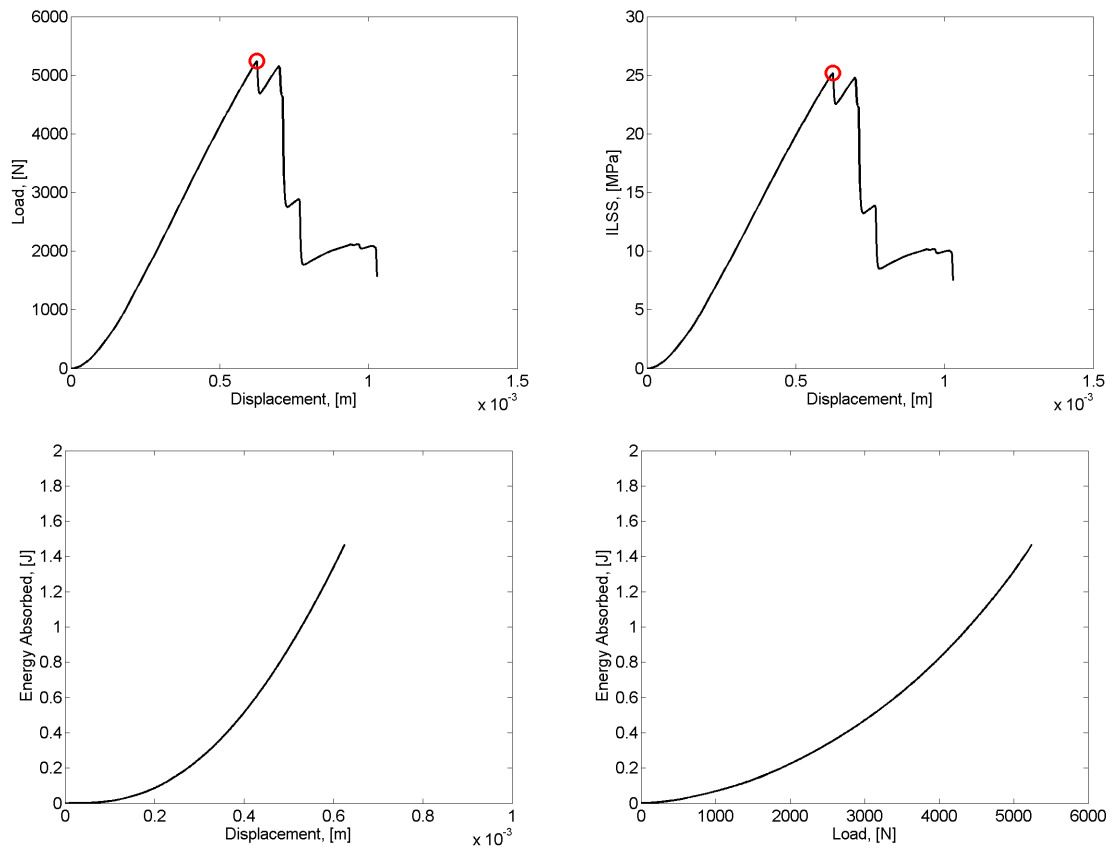 6000
5000
4000
3000
2000
1000
0
Load, [N]
0 0.5 1 1.5
Displacement, [m]
x 10^-3
30
25
20
15
10
5
0
ILSS, [MPa]
0 0.5 1 1.5
Displacement, [m]
x 10^-3
2
1.8
1.6
1.4
1.2
1
0.8
0.6
0.4
0.2
0
Energy Absorbed, [J]
0 0.2 0.4 0.6 0.8 1
Displacement, [m]
x 10^-3
2
1.8
1.6
1.4
1.2
1
0.8
0.6
0.4
0.2
0
Energy Absorbed, [J]
0 1000 2000 3000 4000 5000 6000
Load, [N]